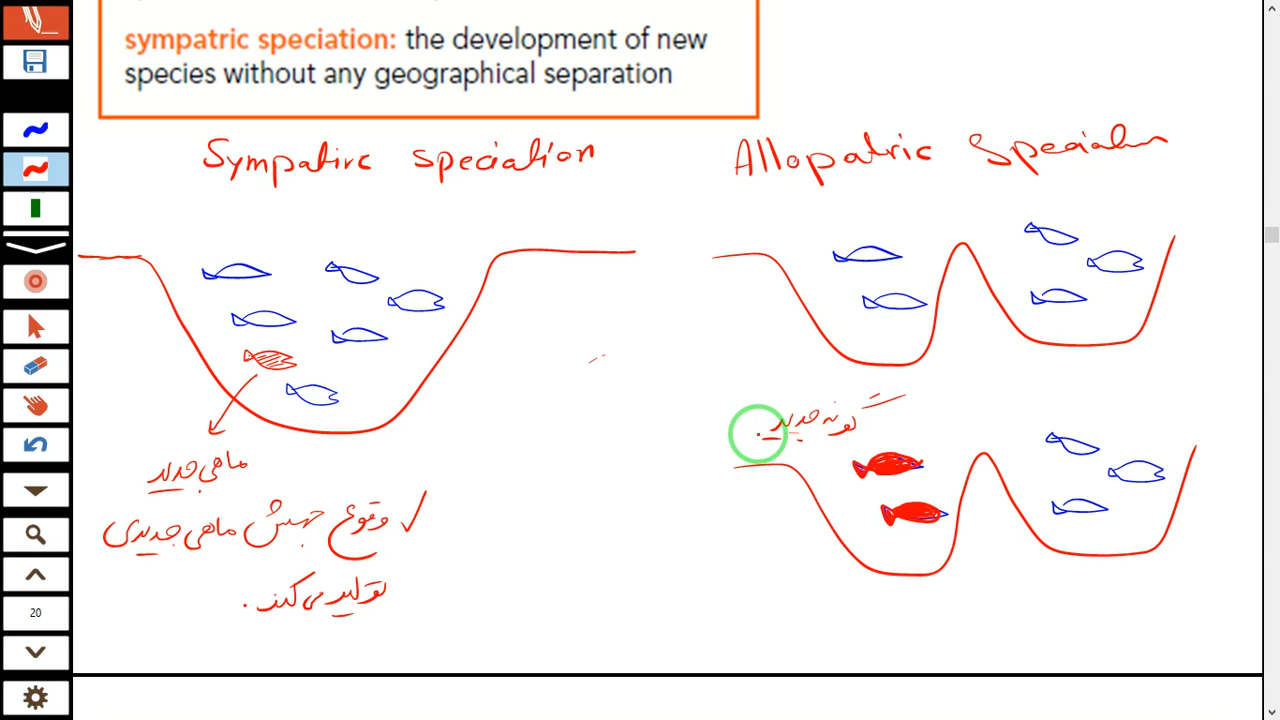 sympatric speciation: the development of new
species without any geographical separation
Sympatric speciation
Allopatric Speciation
گونه جدید
ماهی جدید
✓ وقوع جهش ماهی جدیدی
تولید می‌کند.
20